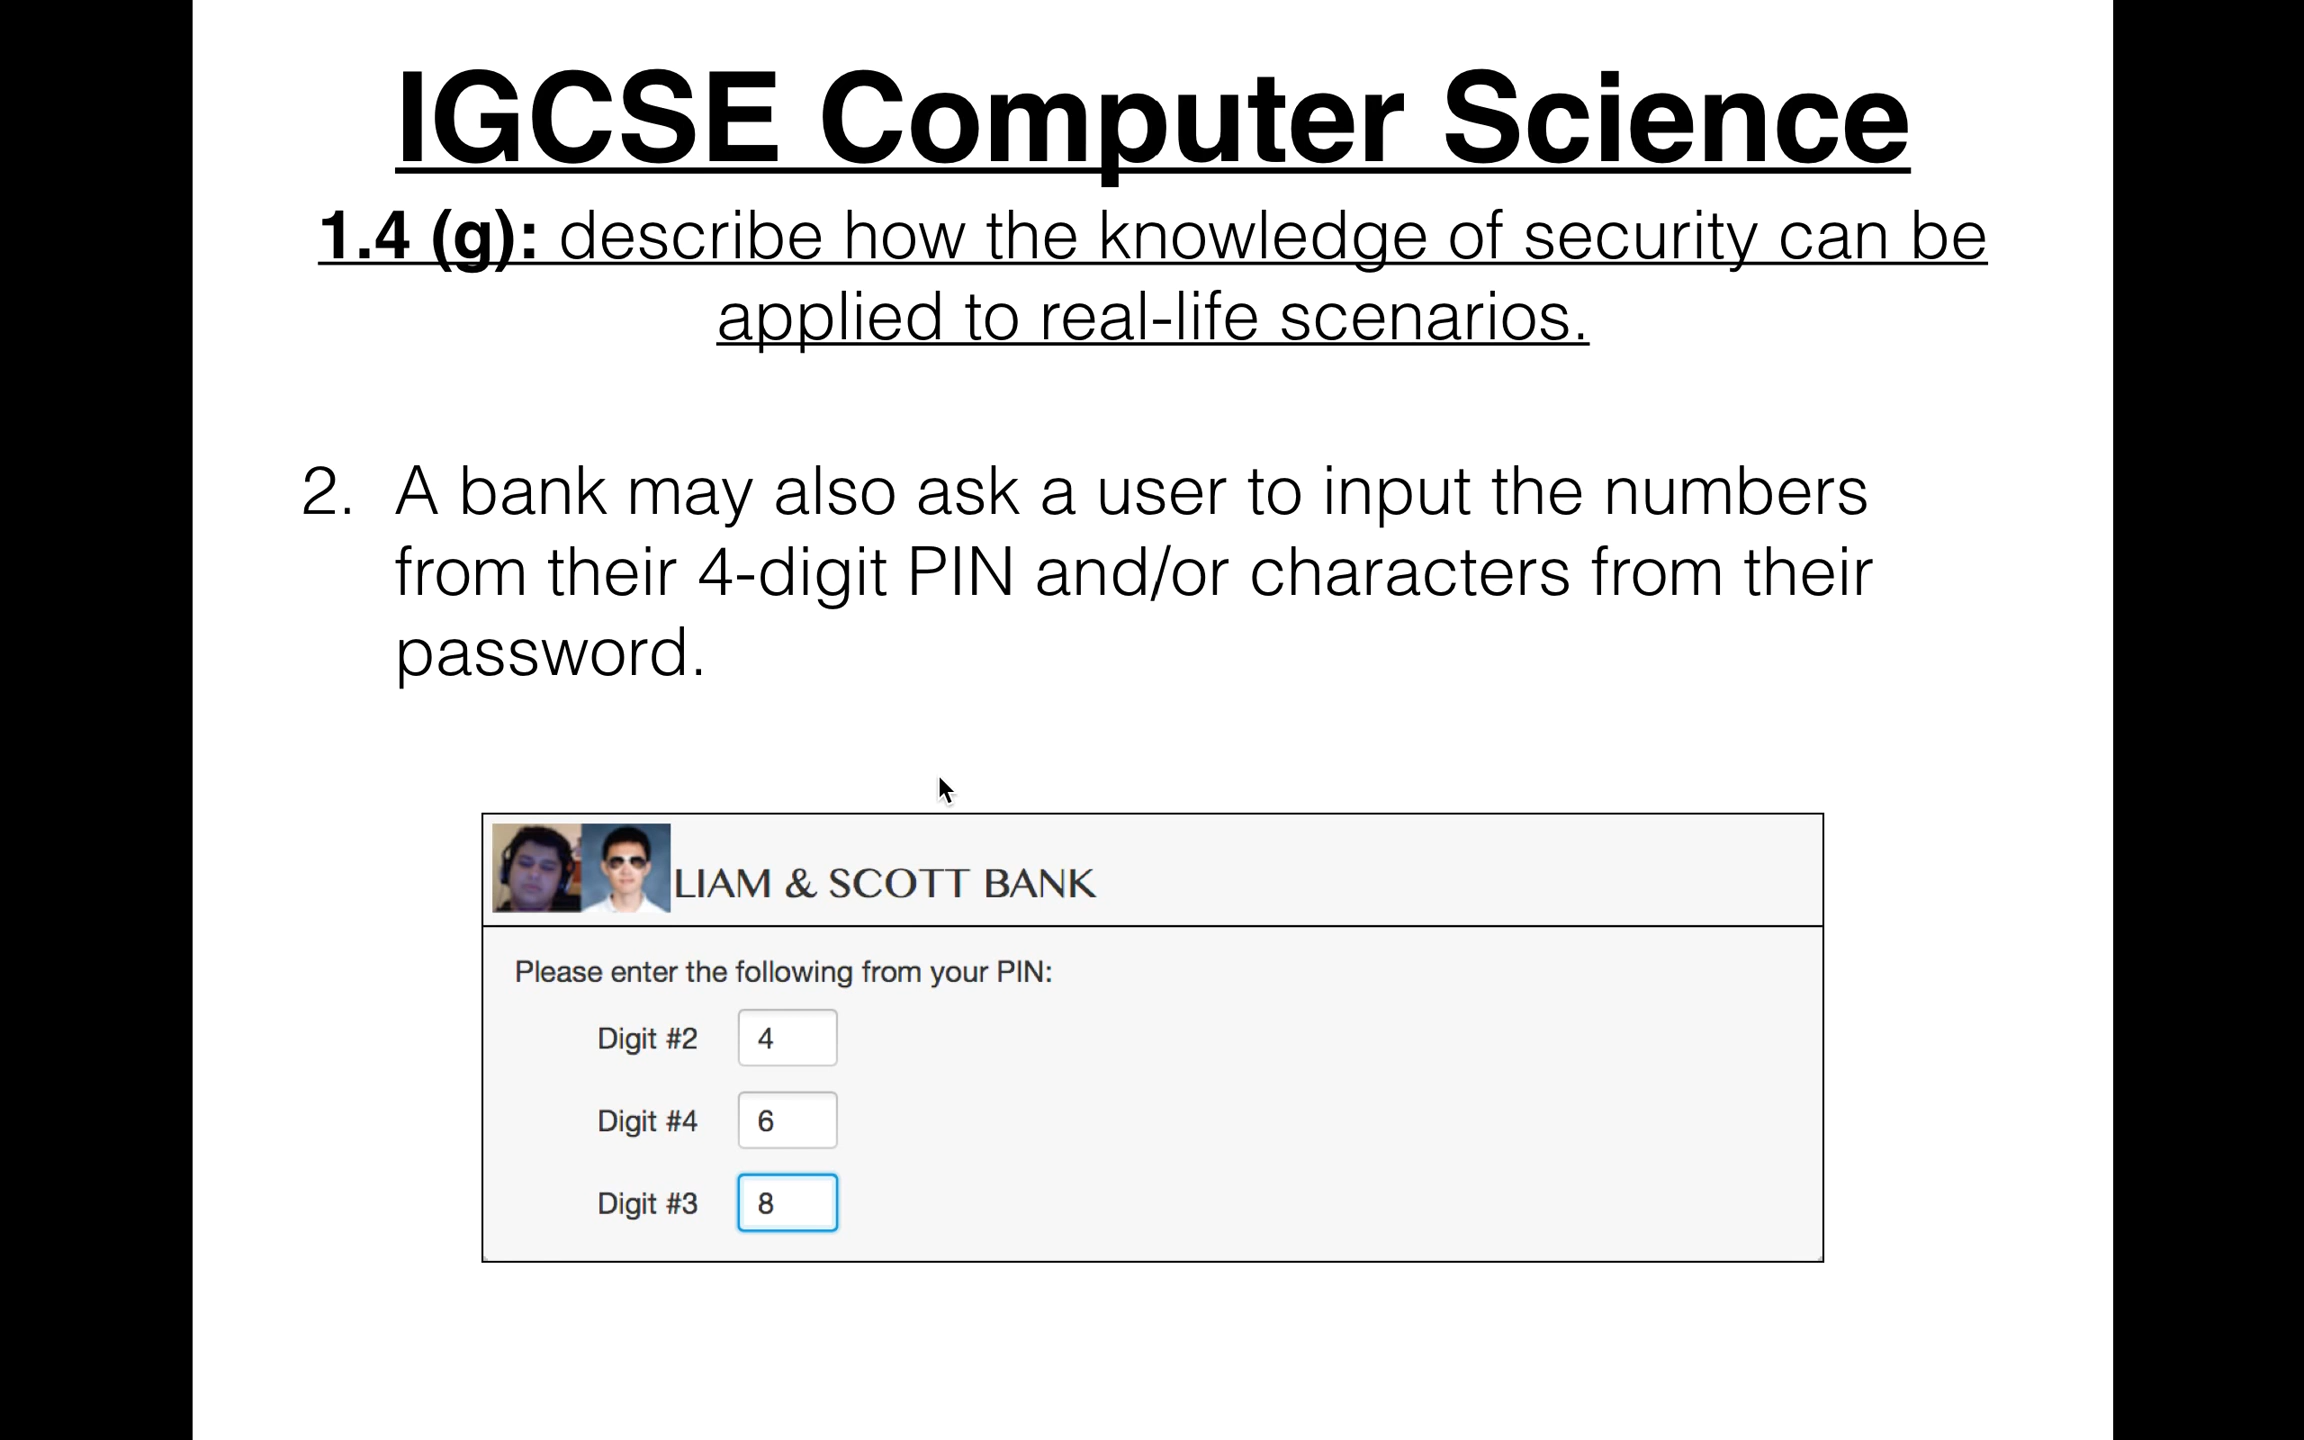 IGCSE Computer Science
1.4 (g): describe how the knowledge of security can be
applied to real-life scenarios.
2. A bank may also ask a user to input the numbers
from their 4-digit PIN and/or characters from their
password.
LIAM & SCOTT BANK
Please enter the following from your PIN:
Digit #2 4
Digit #4 6
Digit #3 8